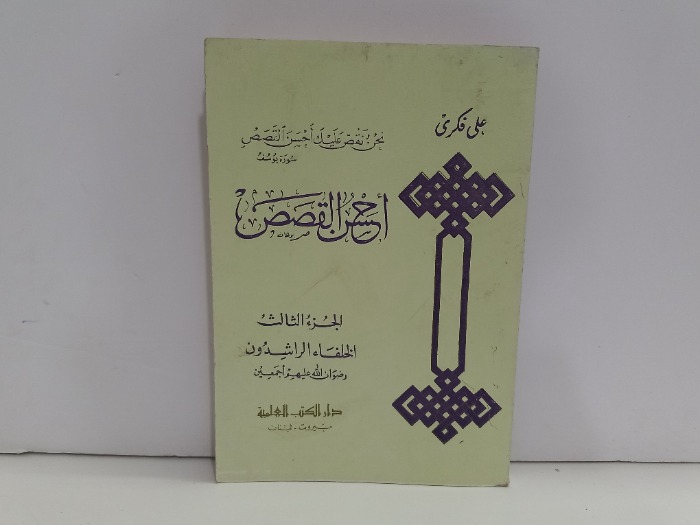 علي فكري
نحن نقصّ عليك أحسن القصص
سورة يوسف
أحسن القصص
الجزء الثالث
الخلفاء الراشدون
رضوان الله عليهم أجمعين
دار الكتب العلمية
بيروت - لبنان